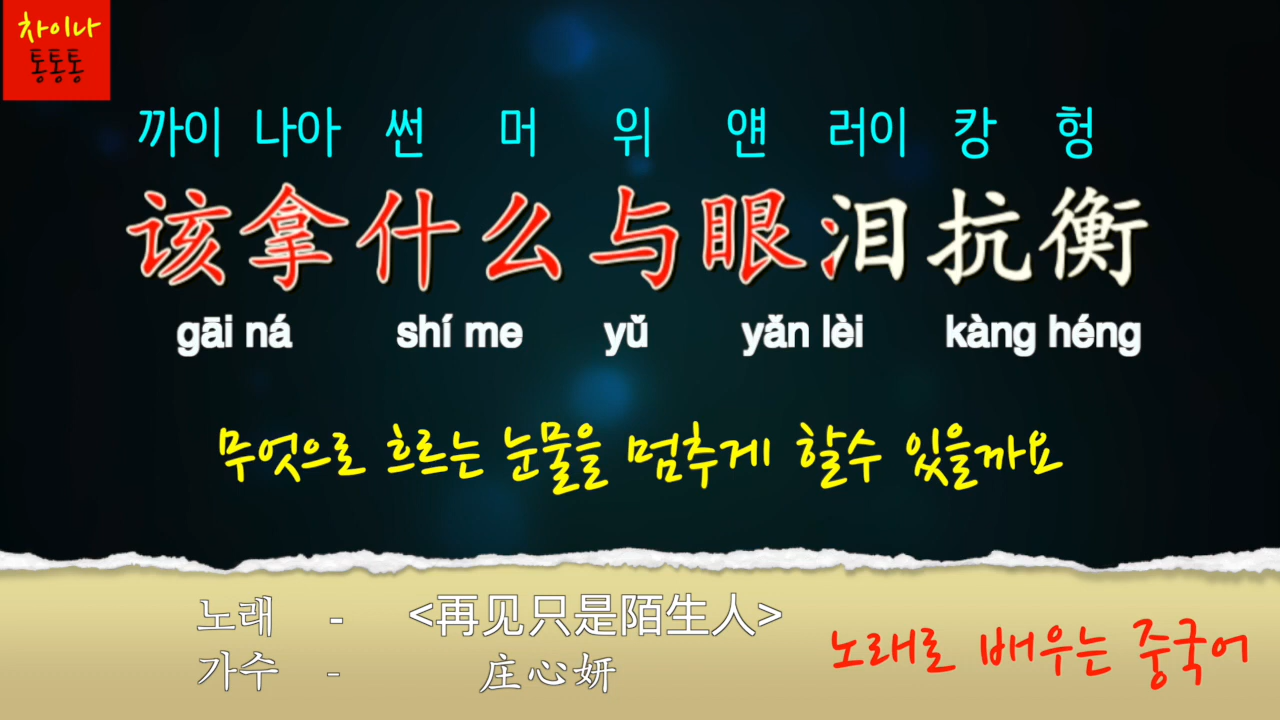 차이나
통통통
까이 나아 썬 머 위 얜 러이 캉 헝
该拿什么与眼泪抗衡
gāi ná shí me yǔ yǎn lèi kàng héng
무엇으로 흐르는 눈물을 멈추게 할수 있을까요
노래 - <再见只是陌生人>
가수 - 庄心妍
노래로 배우는 중국어